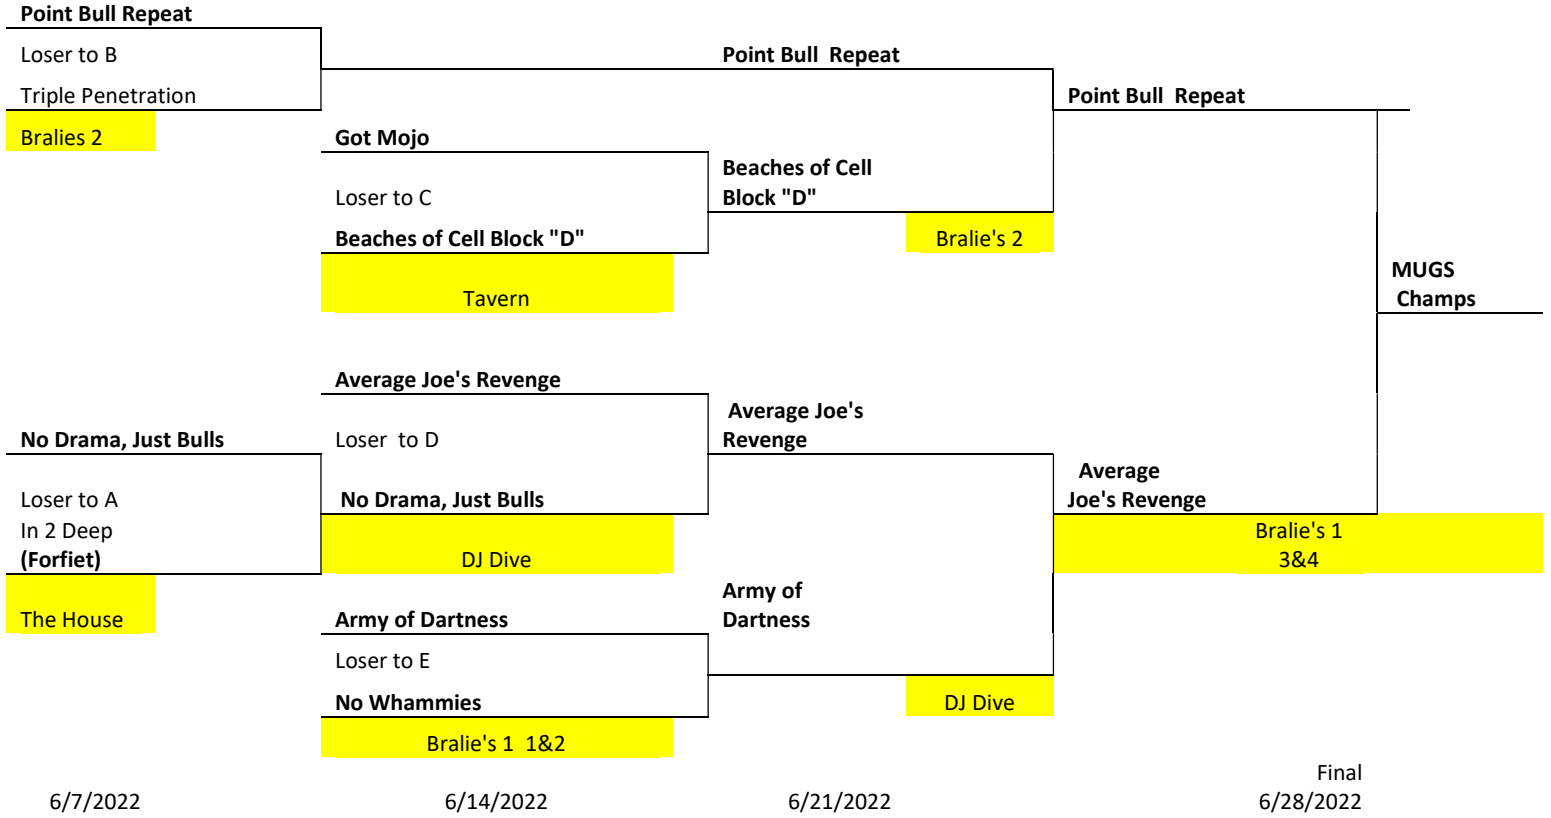 Point Bull Repeat
Loser to B
Triple Penetration
Bralies 2
No Drama, Just Bulls
Loser to A
In 2 Deep
(Forfiet)
The House
6/7/2022
Got Mojo
Loser to C
Beaches of Cell Block "D"
Tavern
Average Joe's Revenge
Loser to D
No Drama, Just Bulls
DJ Dive
Army of Dartness
Loser to E
No Whammies
Bralie's 1 1&2
6/14/2022
Point Bull Repeat
Beaches of Cell
Block "D"
Bralie's 2
Average Joe's
Revenge
Army of
Dartness
DJ Dive
6/21/2022
Point Bull Repeat
Average
Joe's Revenge
Bralie's 1
3&4
Final
6/28/2022
MUGS
Champs